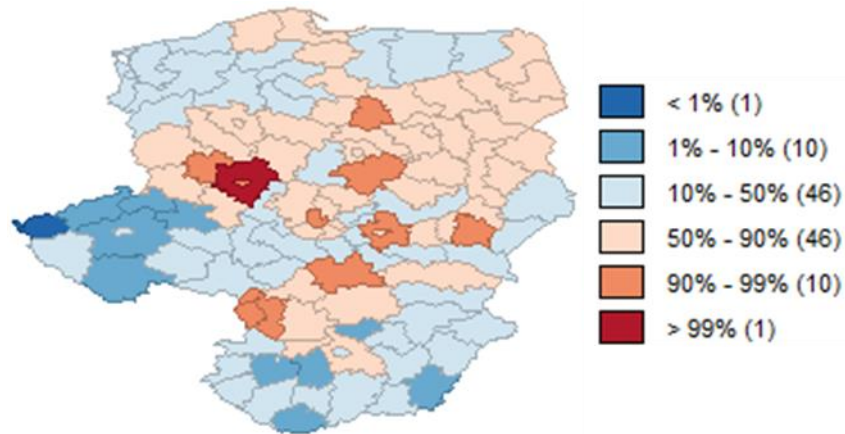 < 1% (1)
1% - 10% (10)
10% - 50% (46)
50% - 90% (46)
90% - 99% (10)
> 99% (1)